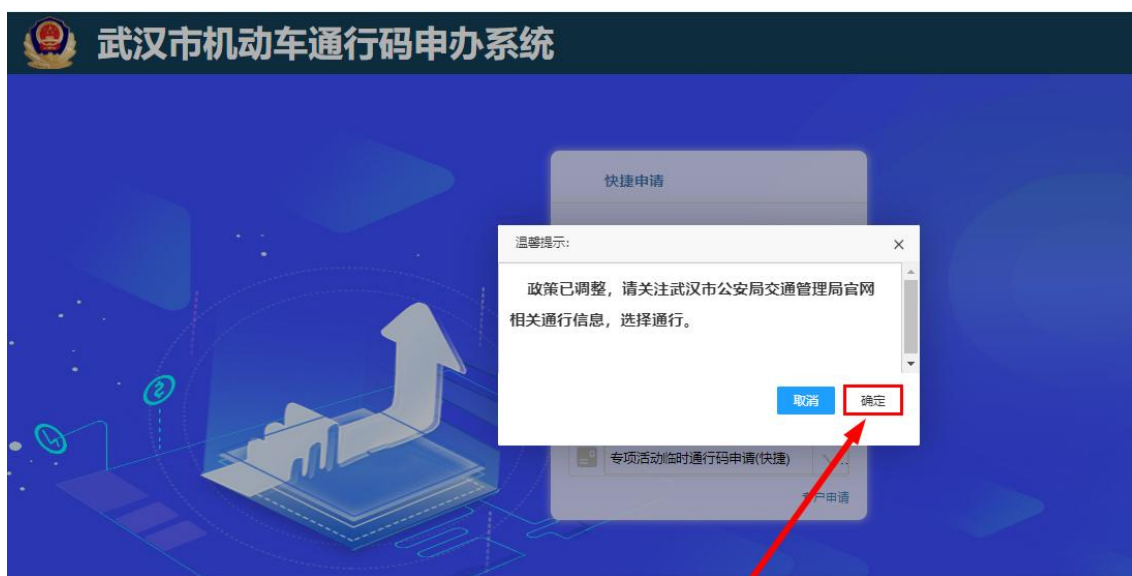 武汉市机动车通行码申办系统
快捷申请
温馨提示:
政策已调整，请关注武汉市公安局交通管理局官网
相关通行信息，选择通行。
取消
确定
专项活动临时通行码申请(快捷)
户申请